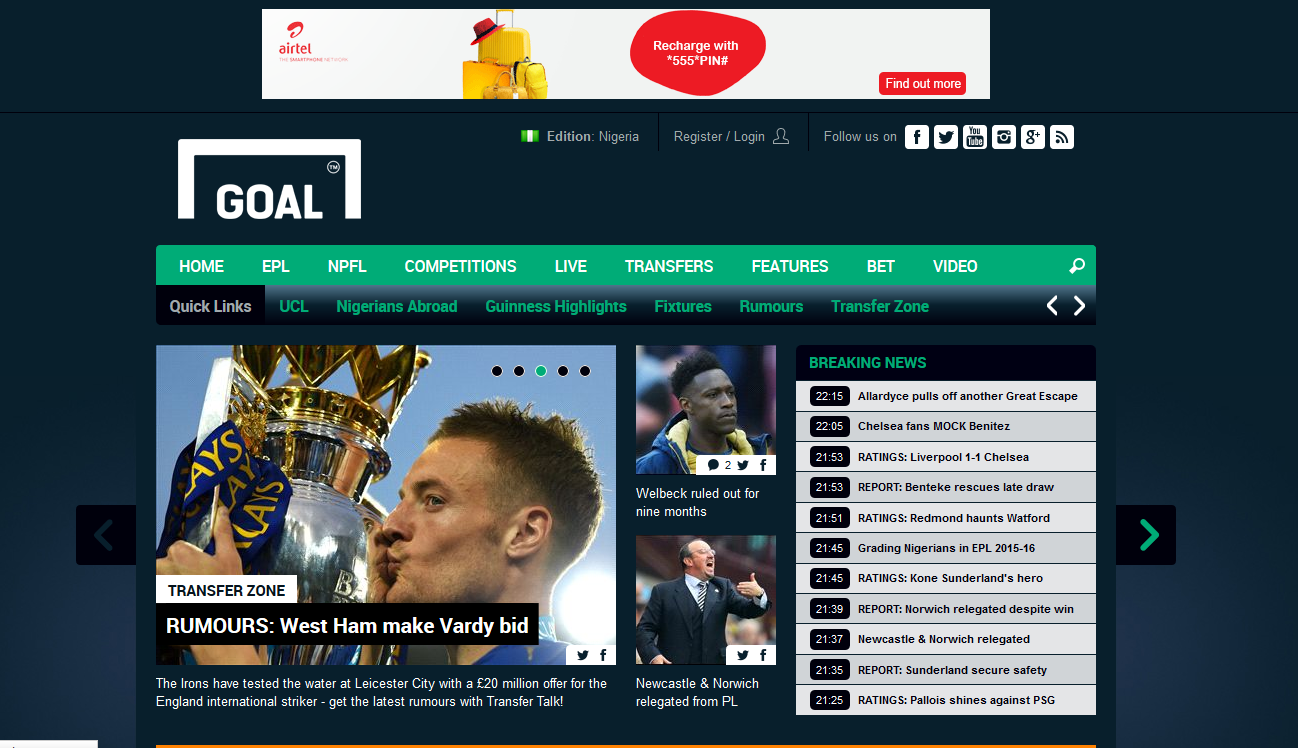 airtel
THE SMARTPHONE NETWORK
Recharge with
*555*PIN#
Find out more
Edition: Nigeria
Register / Login
Follow us on
You
Tube
g+
GOAL
TM
HOME EPL NPFL COMPETITIONS LIVE TRANSFERS FEATURES BET VIDEO
Quick Links UCL Nigerians Abroad Guinness Highlights Fixtures Rumours Transfer Zone
TRANSFER ZONE
RUMOURS: West Ham make Vardy bid
The Irons have tested the water at Leicester City with a £20 million offer for the
England international striker - get the latest rumours with Transfer Talk!
2
Welbeck ruled out for
nine months
Newcastle & Norwich
relegated from PL
BREAKING NEWS
22:15 Allardyce pulls off another Great Escape
22:05 Chelsea fans MOCK Benitez
21:53 RATINGS: Liverpool 1-1 Chelsea
21:53 REPORT: Benteke rescues late draw
21:51 RATINGS: Redmond haunts Watford
21:45 Grading Nigerians in EPL 2015-16
21:45 RATINGS: Kone Sunderland's hero
21:39 REPORT: Norwich relegated despite win
21:37 Newcastle & Norwich relegated
21:35 REPORT: Sunderland secure safety
21:25 RATINGS: Pallois shines against PSG